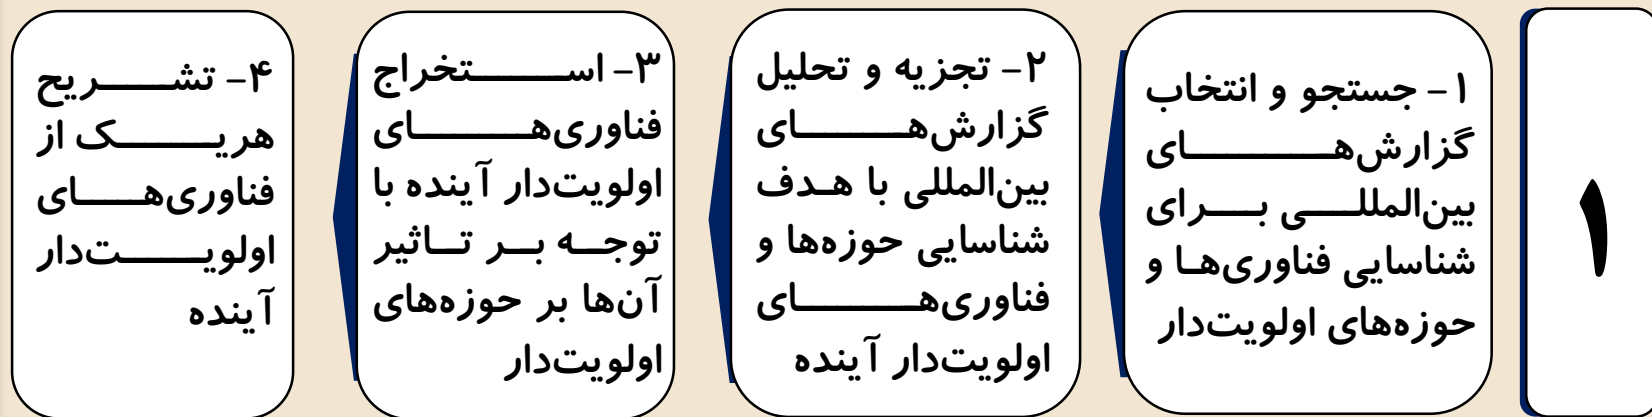 ۱
۱- جستجو و انتخاب
گزارش‌های
بین‌المللی برای
شناسایی فناوری‌ها و
حوزه‌های اولویت‌دار
۲- تجزیه و تحلیل
گزارش‌های
بین‌المللی با هدف
شناسایی حوزه‌ها و
فناوری‌های
اولویت‌دار آینده
۳- استخراج
فناوری‌های
اولویت‌دار آینده با
توجه بر تاثیر
آن‌ها بر حوزه‌های
اولویت‌دار
۴- تشریح
هریک از
فناوری‌های
اولویت‌دار
آینده